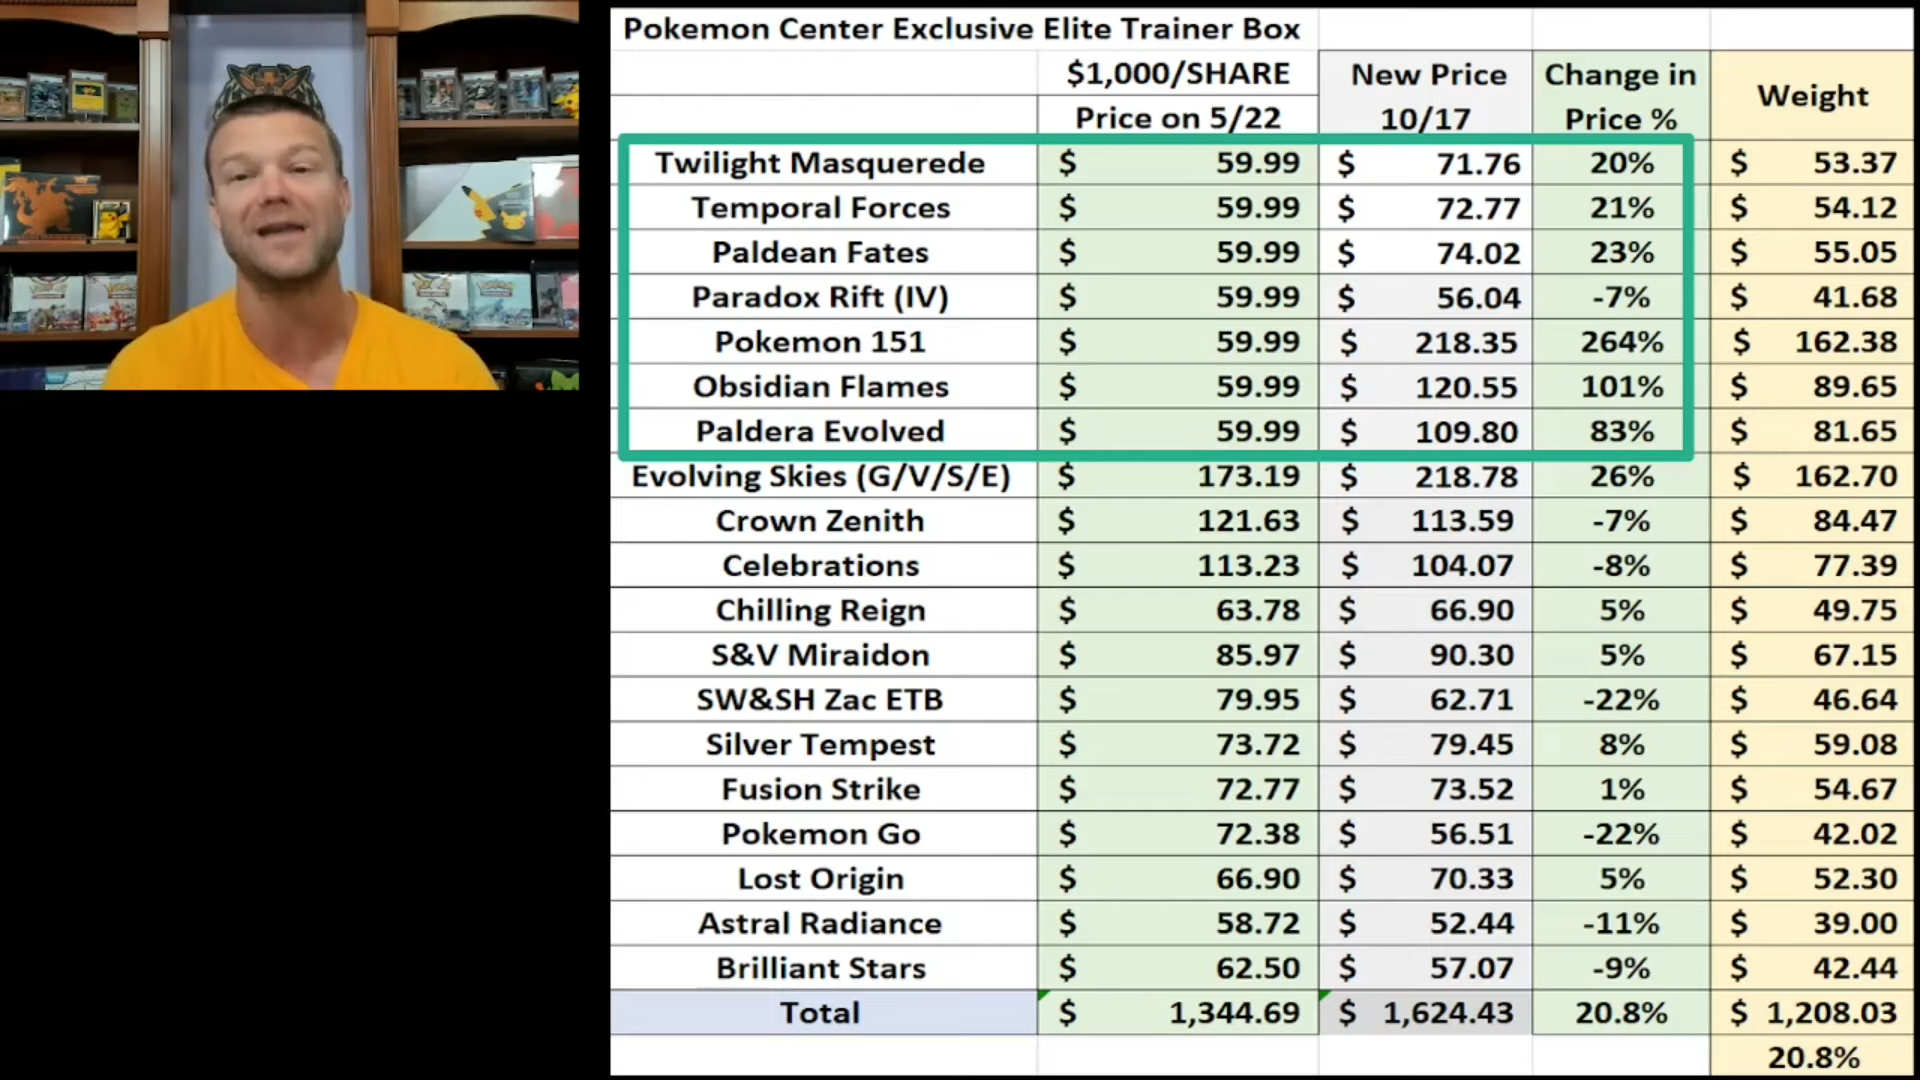 Pokemon Center Exclusive Elite Trainer Box
$1,000/SHARE New Price Change in Weight
Price on 5/22 10/17 Price %
Twilight Masquerede $ 59.99 $ 71.76 20% $ 53.37
Temporal Forces $ 59.99 $ 72.77 21% $ 54.12
Paldean Fates $ 59.99 $ 74.02 23% $ 55.05
Paradox Rift (IV) $ 59.99 $ 56.04 -7% $ 41.68
Pokemon 151 $ 59.99 $ 218.35 264% $ 162.38
Obsidian Flames $ 59.99 $ 120.55 101% $ 89.65
Paldera Evolved $ 59.99 $ 109.80 83% $ 81.65
Evolving Skies (G/V/S/E) $ 173.19 $ 218.78 26% $ 162.70
Crown Zenith $ 121.63 $ 113.59 -7% $ 84.47
Celebrations $ 113.23 $ 104.07 -8% $ 77.39
Chilling Reign $ 63.78 $ 66.90 5% $ 49.75
S&V Miraidon $ 85.97 $ 90.30 5% $ 67.15
SW&SH Zac ETB $ 79.95 $ 62.71 -22% $ 46.64
Silver Tempest $ 73.72 $ 79.45 8% $ 59.08
Fusion Strike $ 72.77 $ 73.52 1% $ 54.67
Pokemon Go $ 72.38 $ 56.51 -22% $ 42.02
Lost Origin $ 66.90 $ 70.33 5% $ 52.30
Astral Radiance $ 58.72 $ 52.44 -11% $ 39.00
Brilliant Stars $ 62.50 $ 57.07 -9% $ 42.44
Total $ 1,344.69 $ 1,624.43 20.8% $ 1,208.03
20.8%